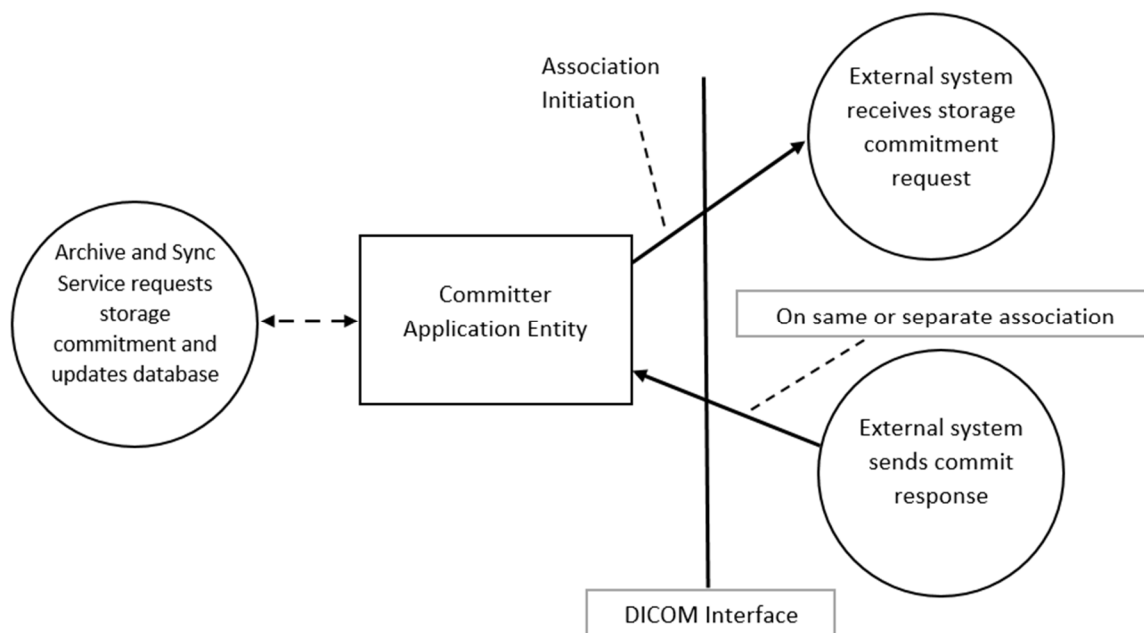 Association
Initiation
External system
receives storage
commitment
request
Archive and Sync
Service requests
storage
commitment and
updates database
Committer
Application Entity
On same or separate association
External system
sends commit
response
DICOM Interface